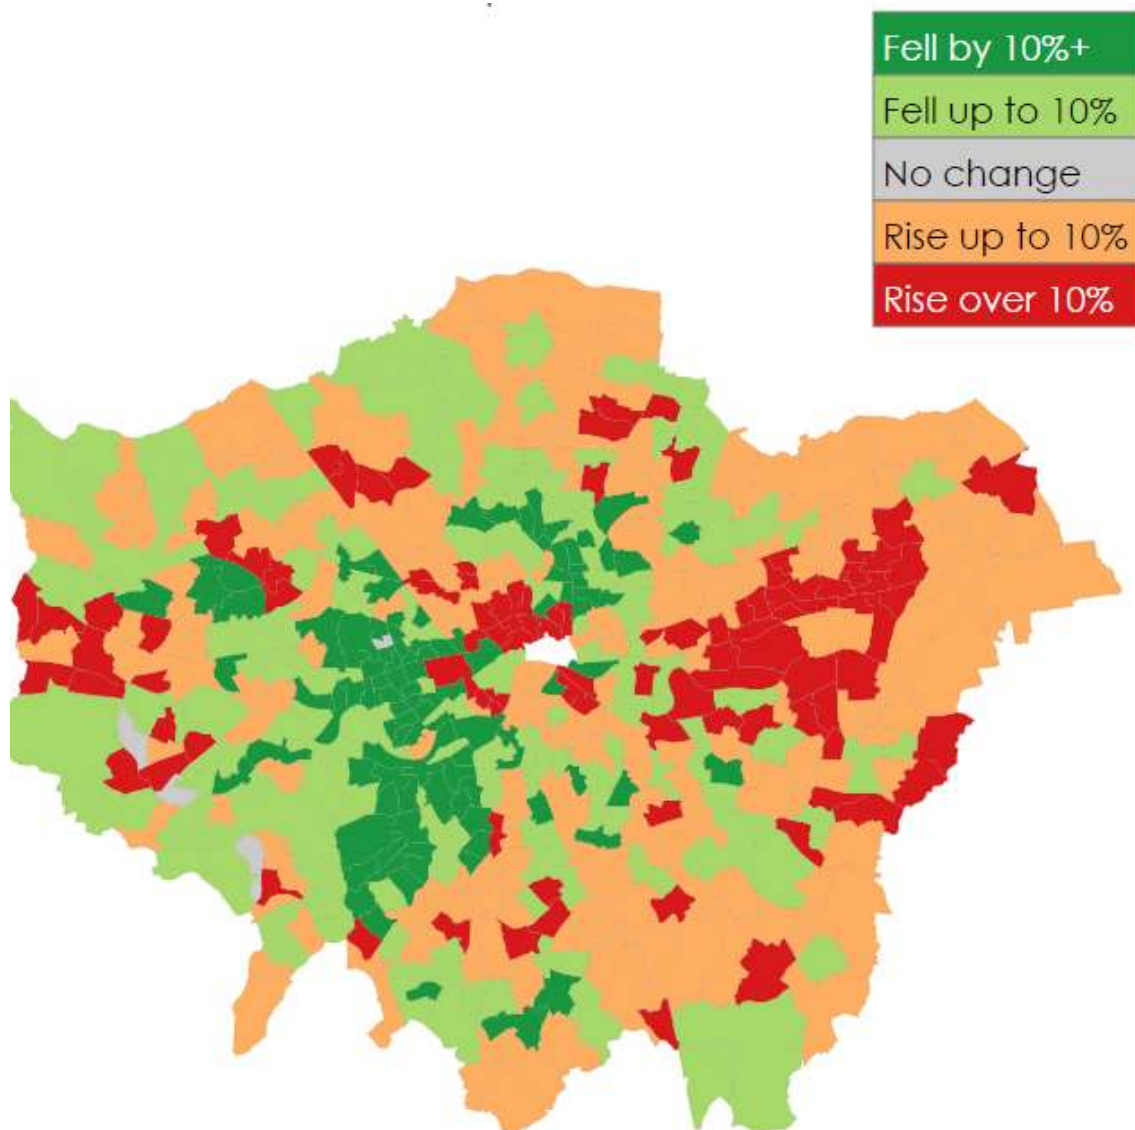 Fell by 10%+
Fell up to 10%
No change
Rise up to 10%
Rise over 10%